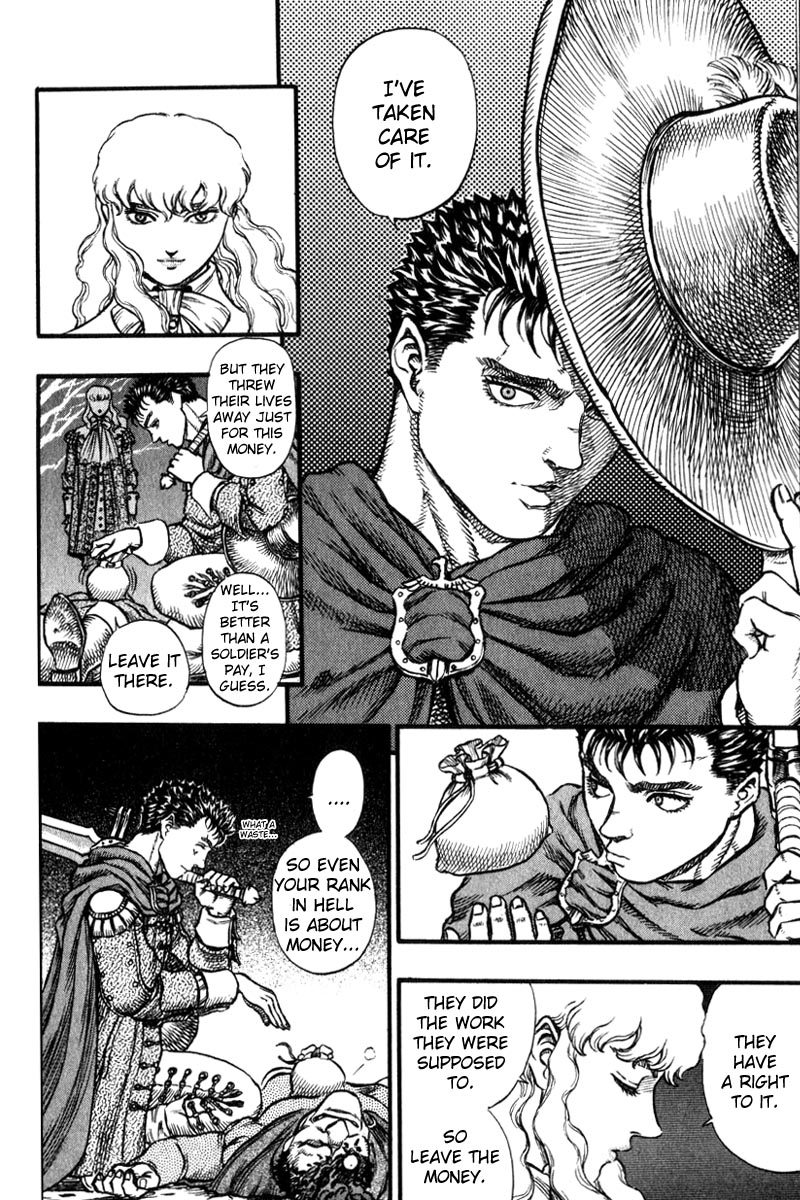 I'VE
TAKEN
CARE
OF IT.
BUT THEY
THREW
THEIR LIVES
AWAY JUST
FOR THIS
MONEY.
WELL...
IT'S
BETTER
THAN A
SOLDIER'S
PAY, I
GUESS.
LEAVE IT
THERE.
THEY
HAVE
A RIGHT
TO IT.
THEY DID
THE WORK
THEY WERE
SUPPOSED
TO.
SO
LEAVE THE
MONEY.
....
SO EVEN
YOUR RANK
IN HELL
IS ABOUT
MONEY...
WHAT A
WASTE...